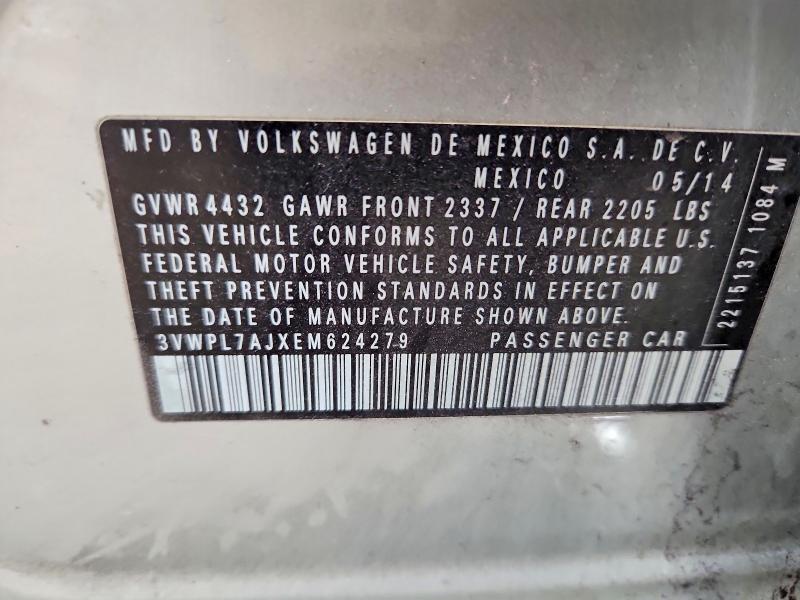 MFD BY VOLKSWAGEN DE MEXICO S.A. DE C.V.
MEXICO 05/14
GVWR 4432 GAWR FRONT 2337 / REAR 2205 LBS
THIS VEHICLE CONFORMS TO ALL APPLICABLE U.S.
FEDERAL MOTOR VEHICLE SAFETY, BUMPER AND
THEFT PREVENTION STANDARDS IN EFFECT ON
THE DATE OF MANUFACTURE SHOWN ABOVE.
3VWPL7AJXEM624279 PASSENGER CAR
2215137 1084 M